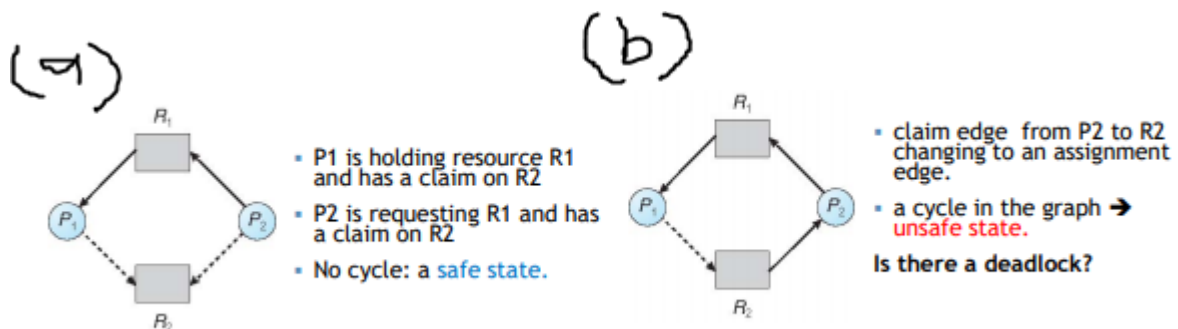 (a)
R1
P1
P2
R2
▪ P1 is holding resource R1
and has a claim on R2
▪ P2 is requesting R1 and has
a claim on R2
▪ No cycle: a safe state.
(b)
R1
P1
P2
R2
▪ claim edge from P2 to R2
changing to an assignment
edge.
▪ a cycle in the graph ➔
unsafe state.
Is there a deadlock?